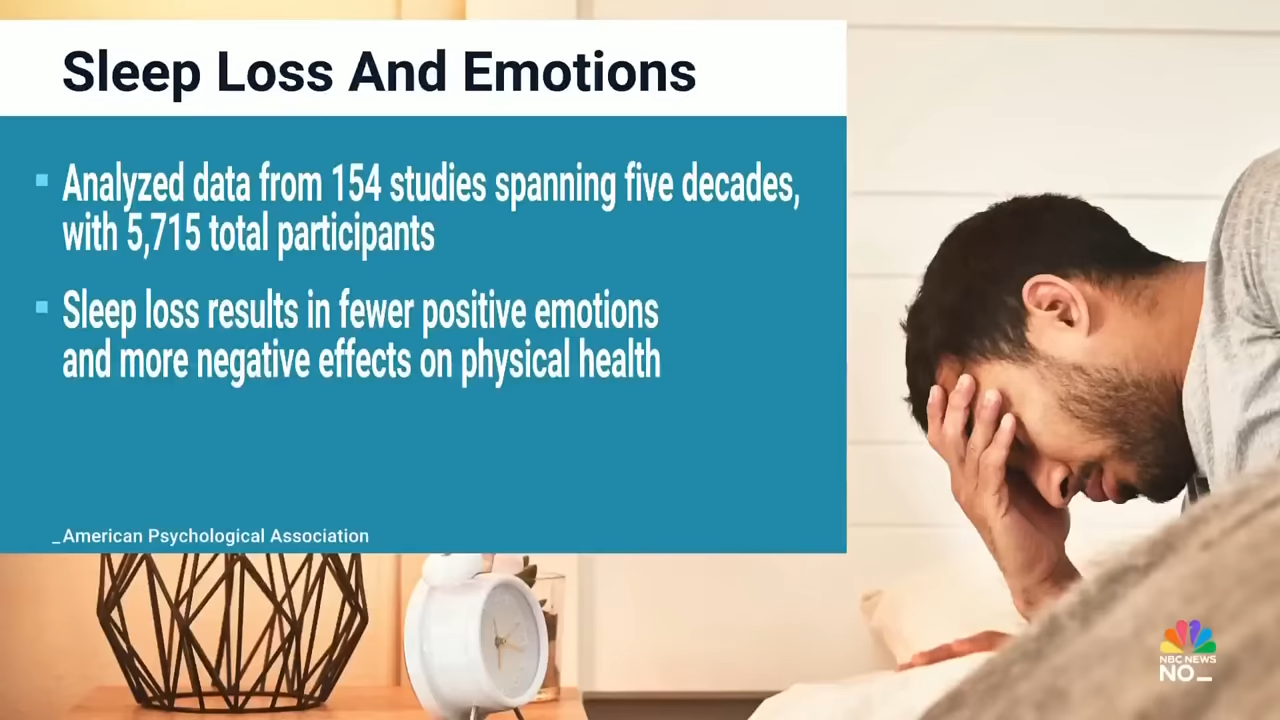 Sleep Loss And Emotions
Analyzed data from 154 studies spanning five decades,
with 5,715 total participants
Sleep loss results in fewer positive emotions
and more negative effects on physical health
_American Psychological Association
NBC NEWS
NO_